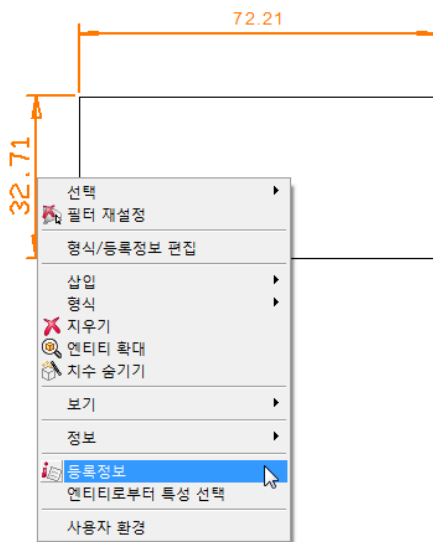 72.21
32.71
선택
필터 재설정
형식/등록정보 편집
삽입
형식
지우기
엔티티 확대
치수 숨기기
보기
정보
등록정보
엔티티로부터 특성 선택
사용자 환경